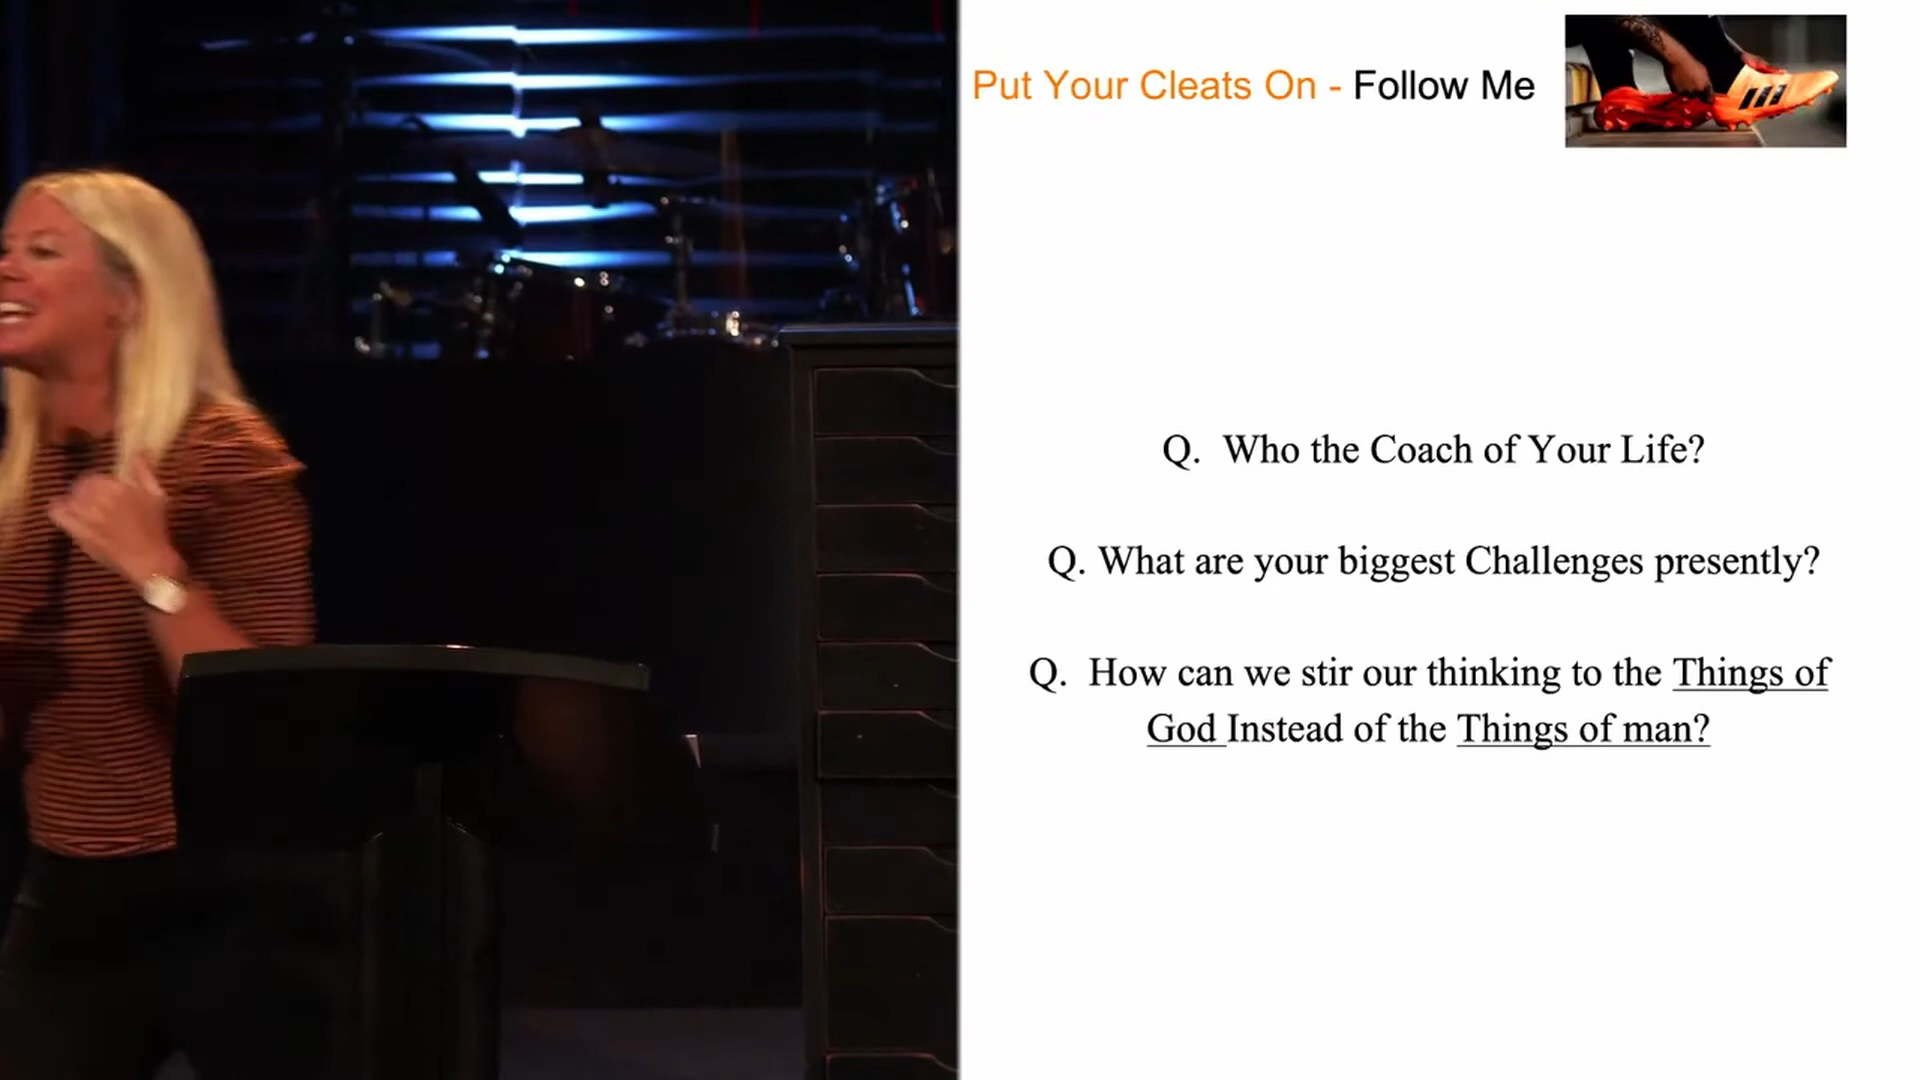 Put Your Cleats On - Follow Me
Q. Who the Coach of Your Life?
Q. What are your biggest Challenges presently?
Q. How can we stir our thinking to the Things of
God Instead of the Things of man?